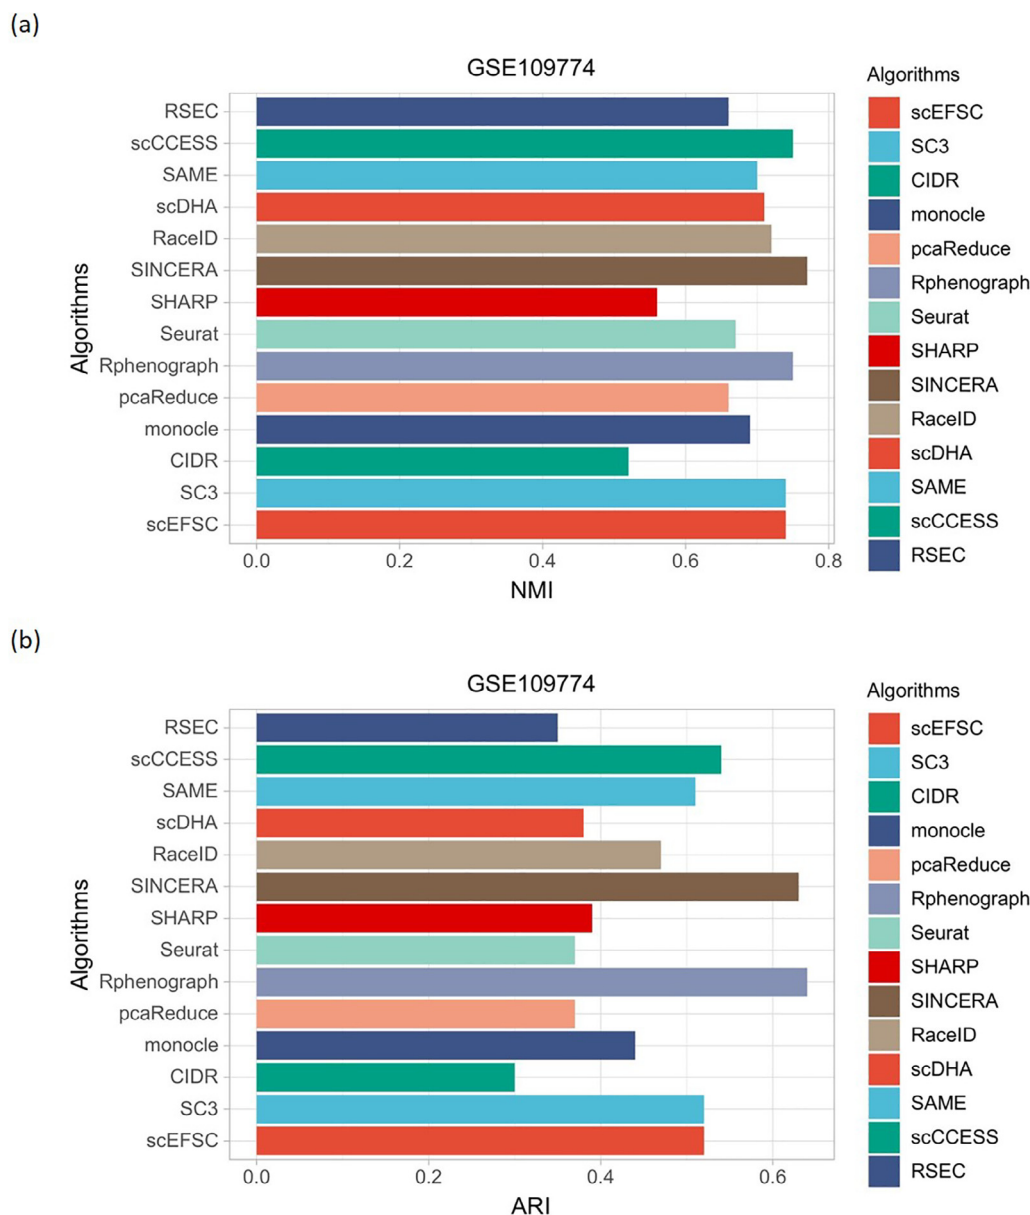 (a)
GSE109774
Algorithms
RSEC
scCCESS
SAME
scDHA
RaceID
SINCERA
SHARP
Seurat
Rphenograph
pcaReduce
monocle
CIDR
SC3
scEFSC
0.0 0.2 0.4 0.6 0.8
NMI
Algorithms
scEFSC
SC3
CIDR
monocle
pcaReduce
Rphenograph
Seurat
SHARP
SINCERA
RaceID
scDHA
SAME
scCCESS
RSEC
(b)
GSE109774
Algorithms
RSEC
scCCESS
SAME
scDHA
RaceID
SINCERA
SHARP
Seurat
Rphenograph
pcaReduce
monocle
CIDR
SC3
scEFSC
0.0 0.2 0.4 0.6
ARI
Algorithms
scEFSC
SC3
CIDR
monocle
pcaReduce
Rphenograph
Seurat
SHARP
SINCERA
RaceID
scDHA
SAME
scCCESS
RSEC